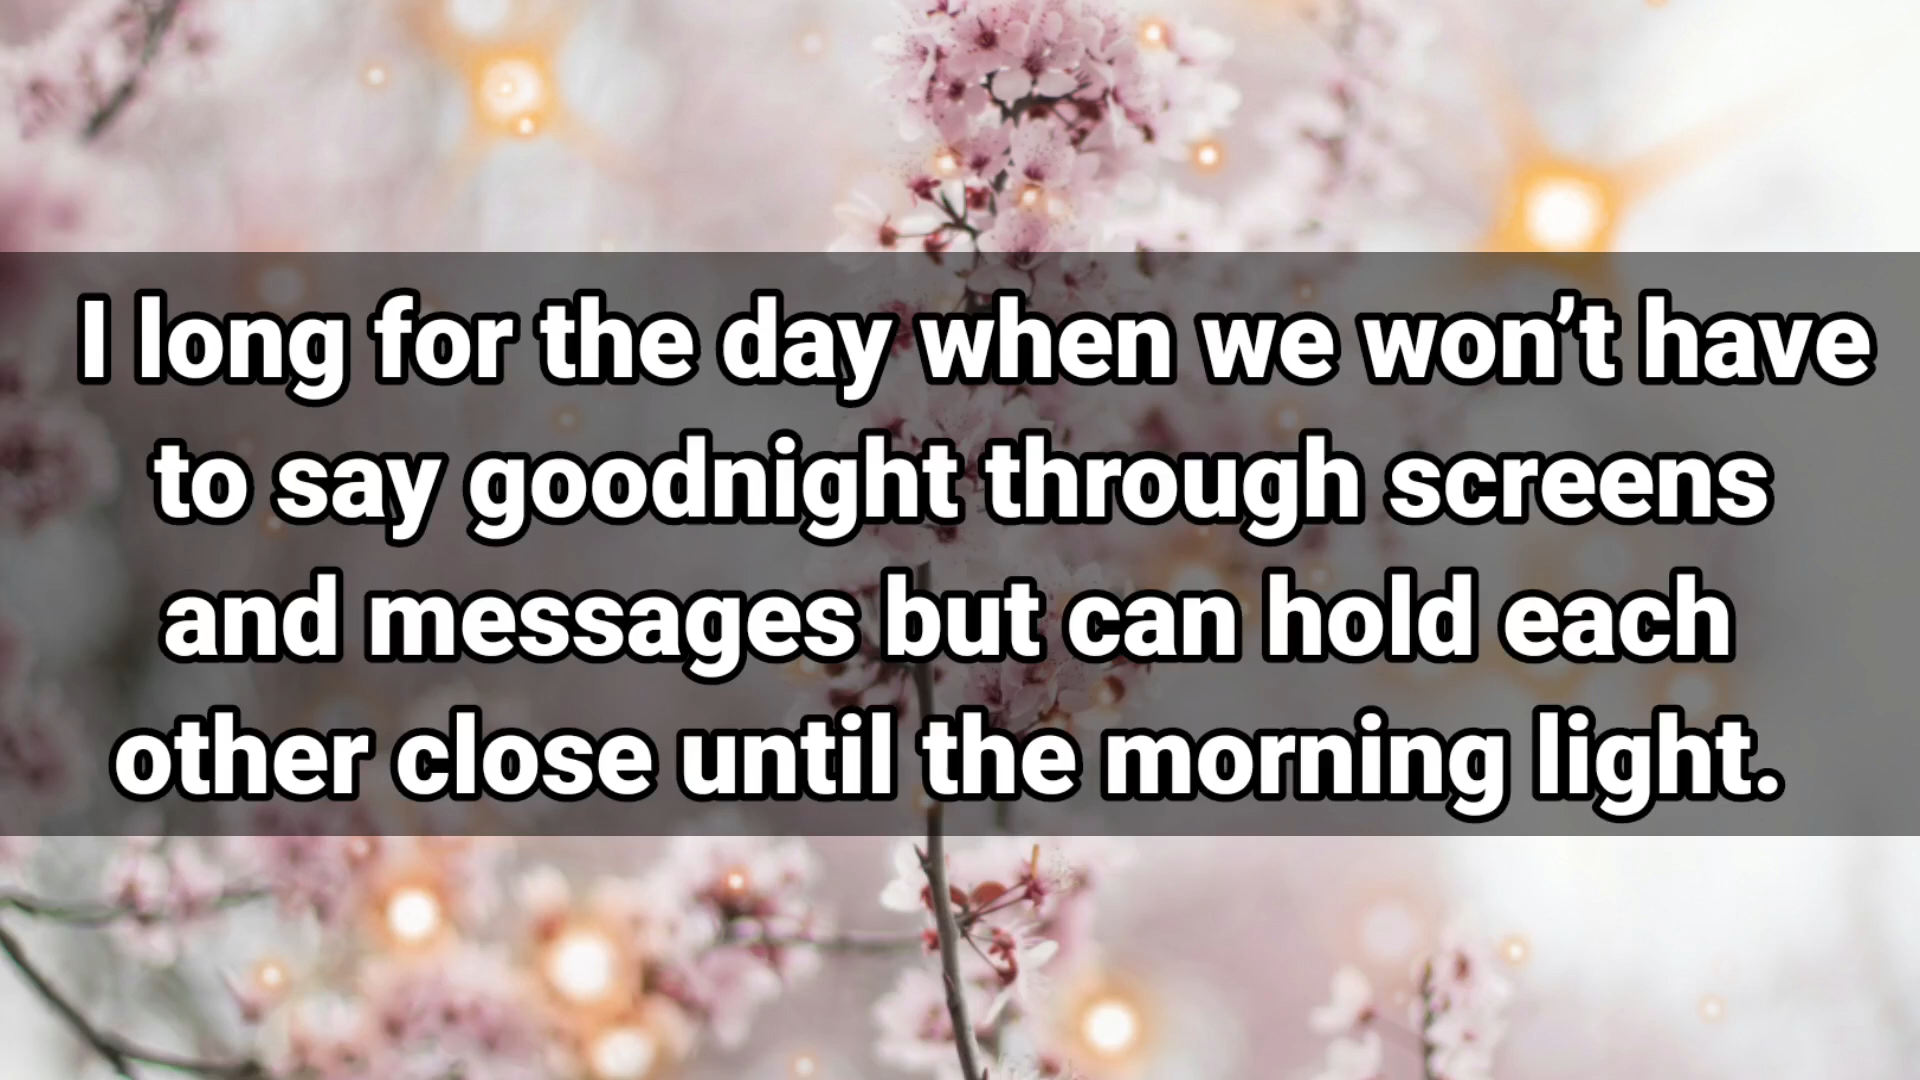 I long for the day when we won’t have
to say goodnight through screens
and messages but can hold each
other close until the morning light.